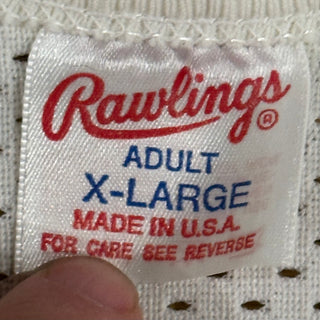 Rawlings®
ADULT
X-LARGE
MADE IN U.S.A.
FOR CARE SEE REVERSE